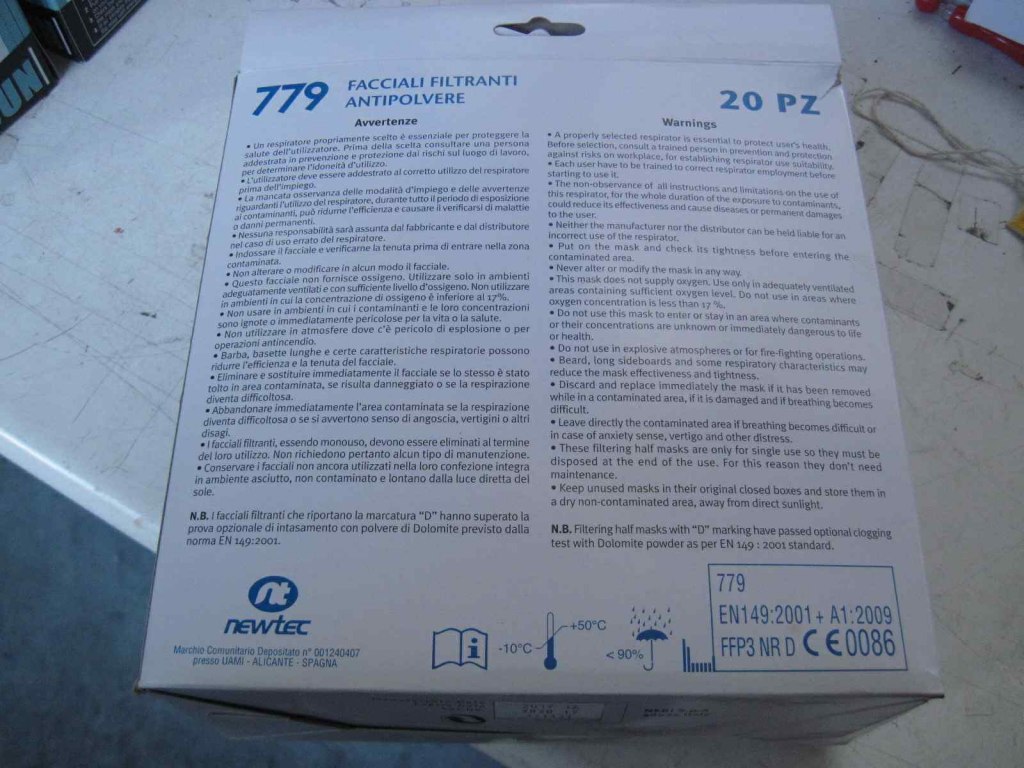 UN
779
FACCIALI FILTRANTI
ANTIPOLVERE
20 PZ
Avvertenze
• Un respiratore propriamente scelto è essenziale per proteggere la
salute dell'utilizzatore. Prima della scelta consultare una persona
addestrata in prevenzione e protezione dai rischi sul luogo di lavoro,
per determinare l'idoneità d'utilizzo.
• L'utilizzatore deve essere addestrato al corretto utilizzo del respiratore
prima dell'impiego.
• La mancata osservanza delle modalità d'impiego e delle avvertenze
riguardanti l'utilizzo del respiratore, durante tutto il periodo di esposizione
ai contaminanti, può ridurne l'efficienza e causare il verificarsi di malattie
o danni permanenti.
• Nessuna responsabilità sarà assunta dal fabbricante e dal distributore
nel caso di uso errato del respiratore.
• Indossare il facciale e verificarne la tenuta prima di entrare nella zona
contaminata.
• Non alterare o modificare in alcun modo il facciale.
• Questo facciale non fornisce ossigeno. Utilizzare solo in ambienti
adeguatamente ventilati e con sufficiente livello d'ossigeno. Non utilizzare
in ambienti in cui la concentrazione di ossigeno è inferiore al 17%.
• Non usare in ambienti in cui i contaminanti e le loro concentrazioni
sono ignote o immediatamente pericolose per la vita o la salute.
• Non utilizzare in atmosfere dove c'è pericolo di esplosione o per
operazioni antincendio.
• Barba, basette lunghe e certe caratteristiche respiratorie possono
ridurre l'efficienza e la tenuta del facciale.
• Eliminare e sostituire immediatamente il facciale se lo stesso è stato
tolto in area contaminata, se risulta danneggiato o se la respirazione
diventa difficoltosa.
• Abbandonare immediatamente l'area contaminata se la respirazione
diventa difficoltosa o se si avvertono senso di angoscia, vertigini o altri
disagi.
• I facciali filtranti, essendo monouso, devono essere eliminati al termine
del loro utilizzo. Non richiedono pertanto alcun tipo di manutenzione.
• Conservare i facciali non ancora utilizzati nella loro confezione integra
in ambiente asciutto, non contaminato e lontano dalla luce diretta del
sole.
N.B. I facciali filtranti che riportano la marcatura "D" hanno superato la
prova opzionale di intasamento con polvere di Dolomite previsto dalla
norma EN 149:2001.
Warnings
• A properly selected respirator is essential to protect user's health.
Before selection, consult a trained person in prevention and protection
against risks on workplace, for establishing respirator use suitability.
• Each user have to be trained to correct respirator employment before
starting to use it.
• The non-observance of all instructions and limitations on the use of
this respirator, for the whole duration of the exposure to contaminants,
could reduce its effectiveness and cause diseases or permanent damages
to the user.
• Neither the manufacturer nor the distributor can be held liable for an
incorrect use of the respirator.
• Put on the mask and check its tightness before entering the
contaminated area.
• Never alter or modify the mask in any way.
• This mask does not supply oxygen. Use only in adequately ventilated
areas containing sufficient oxygen level. Do not use in areas where
oxygen concentration is less than 17 %.
• Do not use this mask to enter or stay in an area where contaminants
or their concentrations are unknown or immediately dangerous to life
or health.
• Do not use in explosive atmospheres or for fire-fighting operations.
• Beard, long sideboards and some respiratory characteristics may
reduce the mask effectiveness and tightness.
• Discard and replace immediately the mask if it has been removed
while in a contaminated area, if it is damaged and if breathing becomes
difficult.
• Leave directly the contaminated area if breathing becomes difficult or
in case of anxiety sense, vertigo and other distress.
• These filtering half masks are only for single use so they must be
disposed at the end of the use. For this reason they don't need
maintenance.
• Keep unused masks in their original closed boxes and store them in
a dry non-contaminated area, away from direct sunlight.
N.B. Filtering half masks with "D" marking have passed optional clogging
test with Dolomite powder as per EN 149 : 2001 standard.
newtec
Marchio Comunitario Depositato n° 001240407
presso UAMI - ALICANTE - SPAGNA
i
-10°C
+50°C
< 90%
779
EN149:2001 + A1:2009
FFP3 NR D CE0086